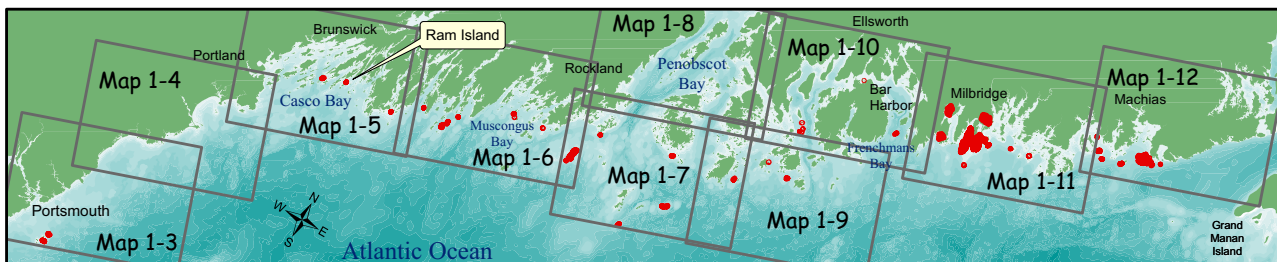 Map 1-8
Ellsworth
Brunswick
Ram Island
Map 1-10
Portland
Penobscot
Bay
Map 1-4
Rockland
Map 1-12
Bar
Harbor
Milbridge
Machias
Casco Bay
Map 1-5
Muscongus
Bay
Frenchmans
Bay
Map 1-6
Map 1-7
Map 1-11
Portsmouth
Map 1-3
N
W
E
S
Map 1-9
Atlantic Ocean
Grand
Manan
Island